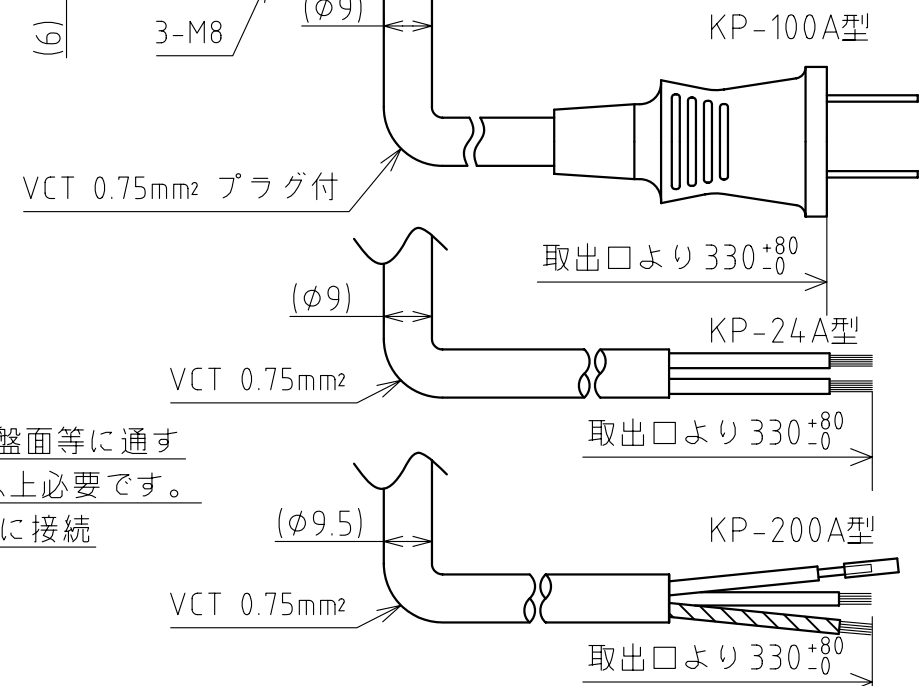 (6)
3-M8
(φ9)
KP-100A型
VCT 0.75mm² プラグ付
取出口より 330 +80 -0
(φ9)
KP-24A型
VCT 0.75mm²
取出口より 330 +80 -0
盤面等に通す
上必要です。
に接続
(φ9.5)
KP-200A型
VCT 0.75mm²
取出口より 330 +80 -0